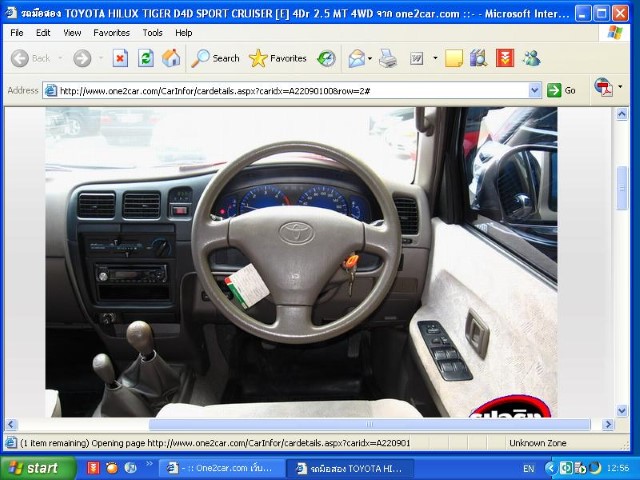 รถมือสอง TOYOTA HILUX TIGER D4D SPORT CRUISER [E] 4Dr 2.5 MT 4WD จาก one2car.com ::- - Microsoft Inter...
File Edit View Favorites Tools Help
Back Search Favorites
Address http://www.one2car.com/CarInfor/cardetails.aspx?caridx=A22090100&row=2# Go
(1 item remaining) Opening page http://www.one2car.com/CarInfor/cardetails.aspx?caridx=A220901 Unknown Zone
start - :: One2car.com เว็บ... รถมือสอง TOYOTA HI... EN 12:56